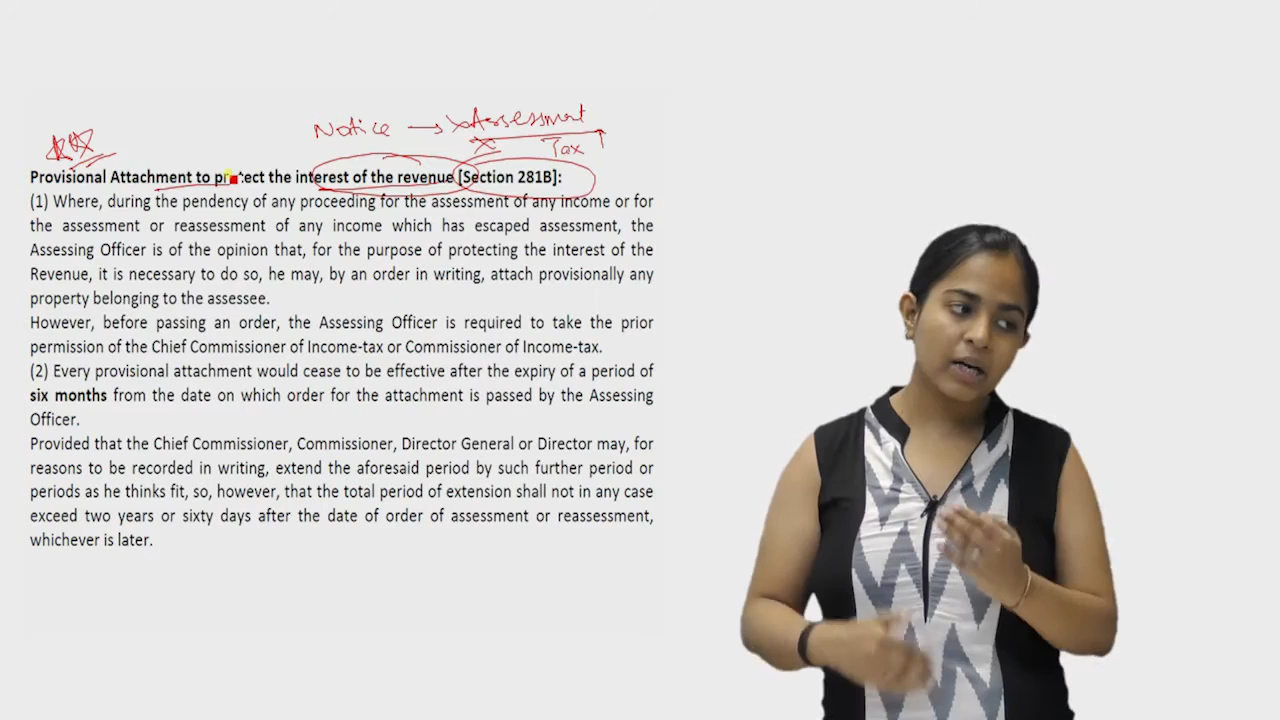 Notice → Assessment
x Tax
Provisional Attachment to protect the interest of the revenue [Section 281B]:
(1) Where, during the pendency of any proceeding for the assessment of any income or for
the assessment or reassessment of any income which has escaped assessment, the
Assessing Officer is of the opinion that, for the purpose of protecting the interest of the
Revenue, it is necessary to do so, he may, by an order in writing, attach provisionally any
property belonging to the assessee.
However, before passing an order, the Assessing Officer is required to take the prior
permission of the Chief Commissioner of Income-tax or Commissioner of Income-tax.
(2) Every provisional attachment would cease to be effective after the expiry of a period of
six months from the date on which order for the attachment is passed by the Assessing
Officer.
Provided that the Chief Commissioner, Commissioner, Director General or Director may, for
reasons to be recorded in writing, extend the aforesaid period by such further period or
periods as he thinks fit, so, however, that the total period of extension shall not in any case
exceed two years or sixty days after the date of order of assessment or reassessment,
whichever is later.